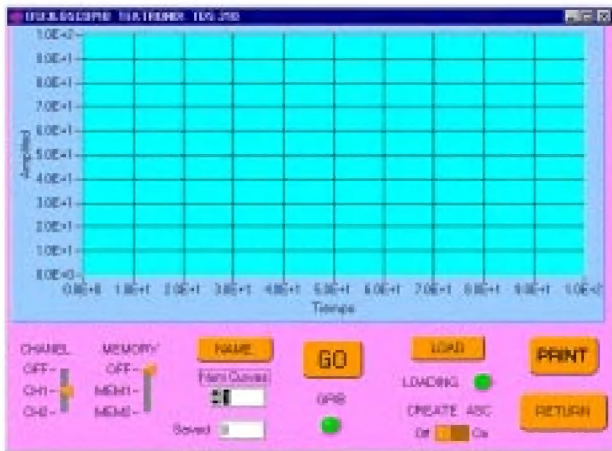 OSCILOSCOPIO TEKTRONIX TDS
1.0E+2
9.0E+1
8.0E+1
7.0E+1
6.0E+1
5.0E+1
4.0E+1
3.0E+1
2.0E+1
1.0E+1
0.0E+0
Amplitud
0.0E+0 1.0E+1 2.0E+1 3.0E+1 4.0E+1 5.0E+1 6.0E+1 7.0E+1 8.0E+1 9.0E+1 1.0E+2
Tiempo
CHANEL
OFF
CH1
CH2
MEMORY
OFF
MEM1
MEM2
NAME
Num Curves
Saved
GO
GPIB
LOAD
LOADING
CREATE ASC
Off On
PRINT
RETURN